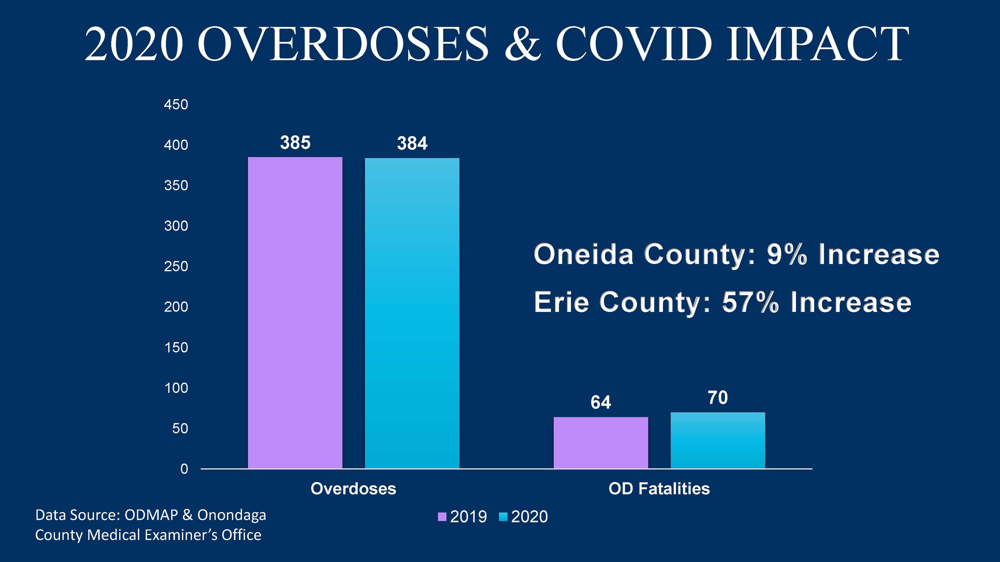 2020 OVERDOSES & COVID IMPACT
450
400
350
300
250
200
150
100
50
0
385
384
64
70
Oneida County: 9% Increase
Erie County: 57% Increase
Overdoses
OD Fatalities
2019
2020
Data Source: ODMAP & Onondaga
County Medical Examiner’s Office